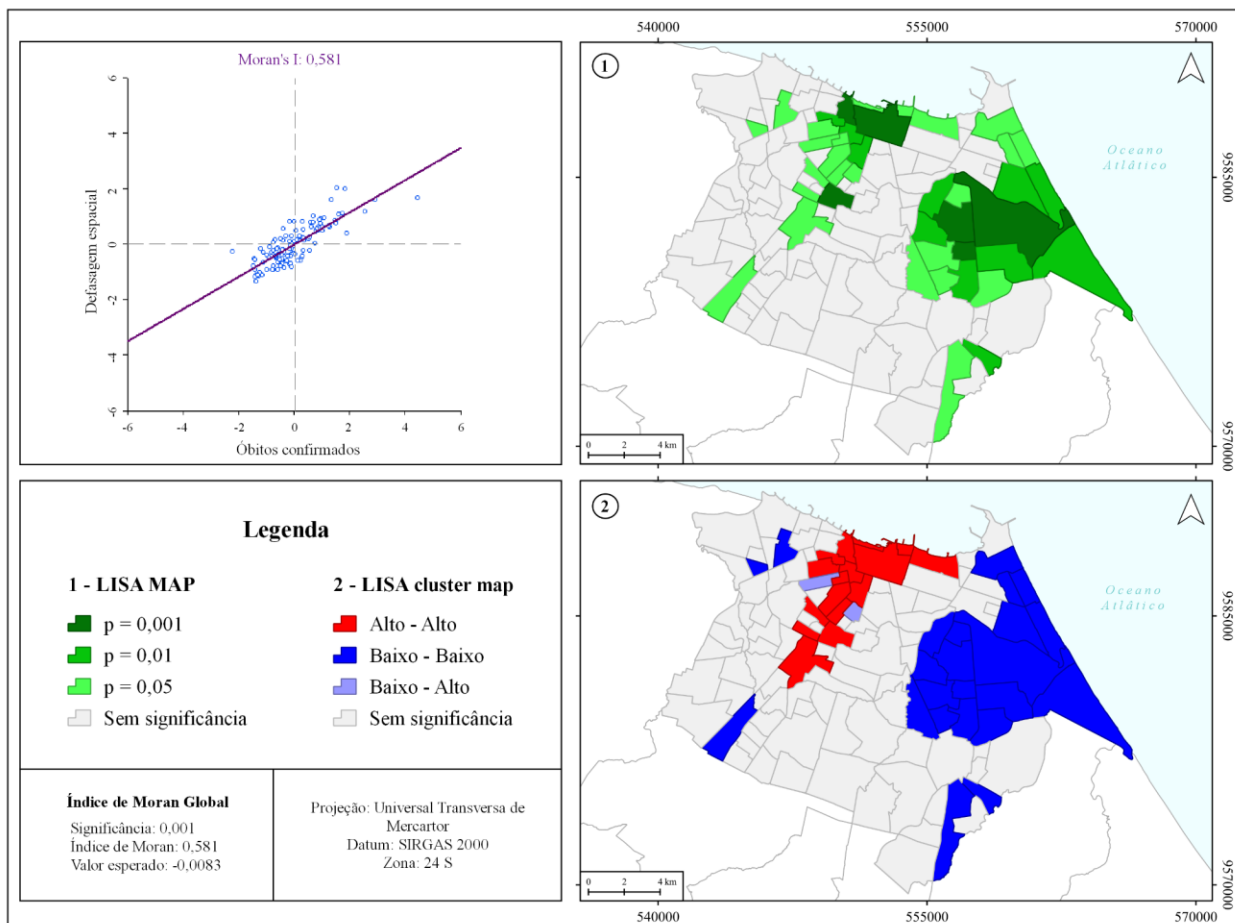 Moran's I: 0,581
Defasagem espacial
6
4
2
0
-2
-4
-6
-6
-4
-2
0
2
4
6
Óbitos confirmados
Legenda
1 - LISA MAP
p = 0,001
p = 0,01
p = 0,05
Sem significância
2 - LISA cluster map
Alto - Alto
Baixo - Baixo
Baixo - Alto
Sem significância
Índice de Moran Global
Significância: 0,001
Índice de Moran: 0,581
Valor esperado: -0,0083
Projeção: Universal Transversa de
Mercartor
Datum: SIRGAS 2000
Zona: 24 S
540000
555000
570000
1
Oceano
Atlâtico
9585000
9570000
0 2 4 km
2
Oceano
Atlâtico
9585000
9570000
0 2 4 km
540000
555000
570000